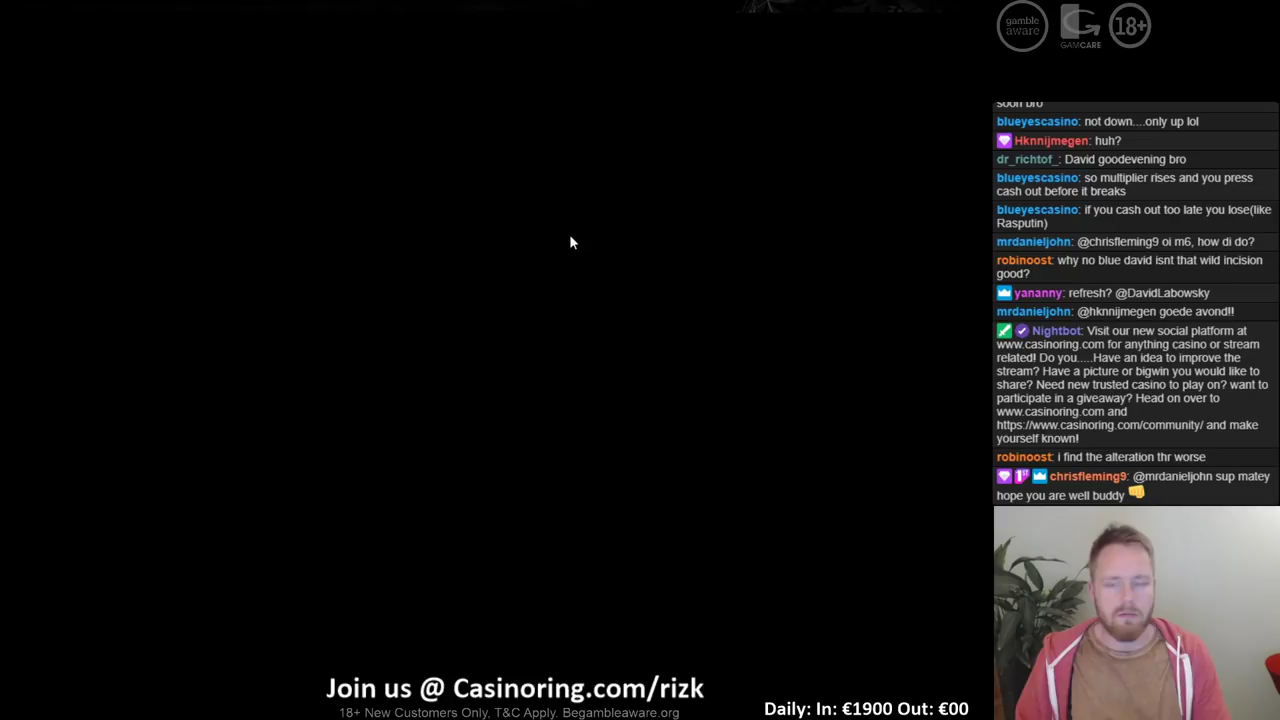 gamble
aware
GAMCARE
18+
soon bro
blueyescasino: not down....only up lol
Hknnijmegen: huh?
dr_richtof_: David goodevening bro
blueyescasino: so multiplier rises and you press
cash out before it breaks
blueyescasino: if you cash out too late you lose(like
Rasputin)
mrdanieljohn: @chrisfleming9 oi m6, how di do?
robinoost: why no blue david isnt that wild incision
good?
yananny: refresh? @DavidLabowsky
mrdanieljohn: @hknnijmegen goede avond!!
Nightbot: Visit our new social platform at
www.casinoring.com for anything casino or stream
related! Do you.....Have an idea to improve the
stream? Have a picture or bigwin you would like to
share? Need new trusted casino to play on? want to
participate in a giveaway? Head on over to
www.casinoring.com and
https://www.casinoring.com/community/ and make
yourself known!
robinoost: i find the alteration thr worse
1ST chrisfleming9: @mrdanieljohn sup matey
hope you are well buddy
Join us @ Casinoring.com/rizk
18+ New Customers Only, T&C Apply. Begambleaware.org
Daily: In: €1900 Out: €00